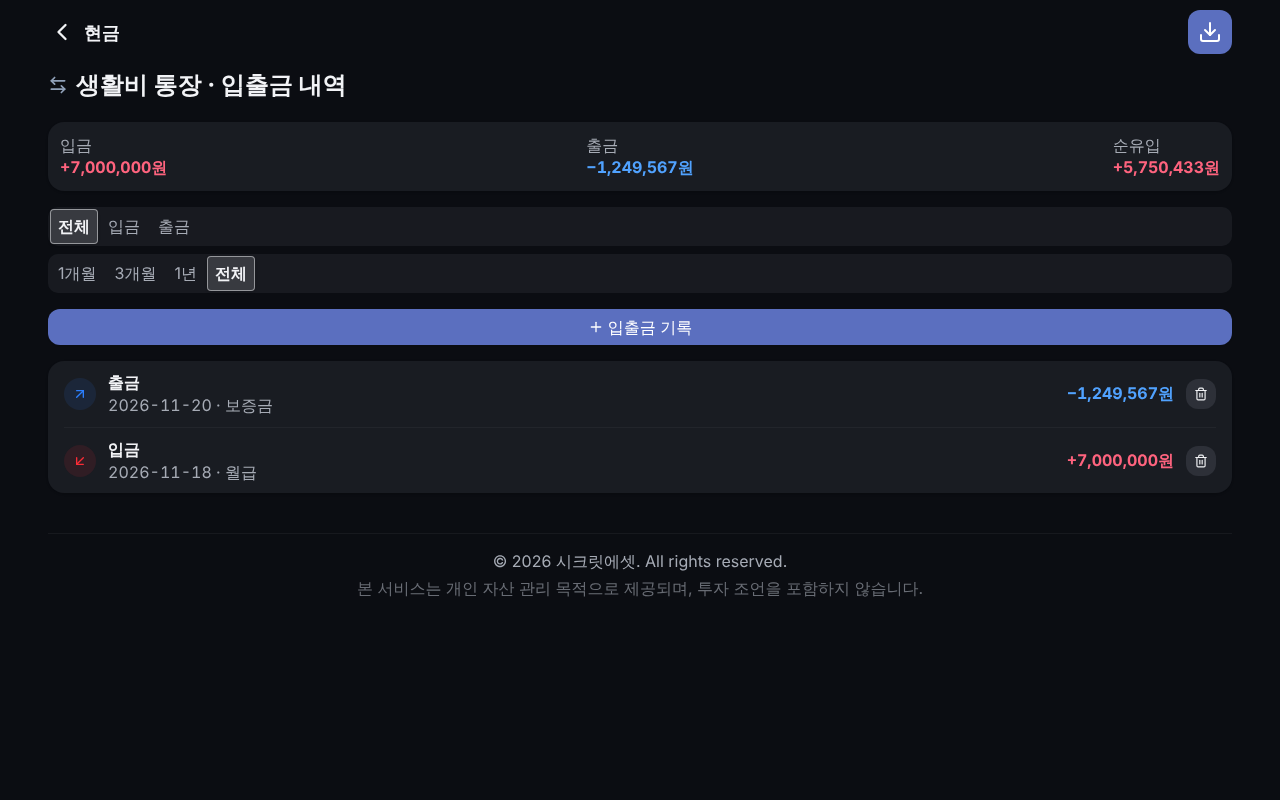 현금
생활비 통장 · 입출금 내역
입금 출금 순유입
+7,000,000원 −1,249,567원 +5,750,433원
전체 입금 출금
1개월 3개월 1년 전체
+ 입출금 기록
출금
2026-11-20 · 보증금
−1,249,567원
입금
2026-11-18 · 월급
+7,000,000원
© 2026 시크릿에셋. All rights reserved.
본 서비스는 개인 자산 관리 목적으로 제공되며, 투자 조언을 포함하지 않습니다.